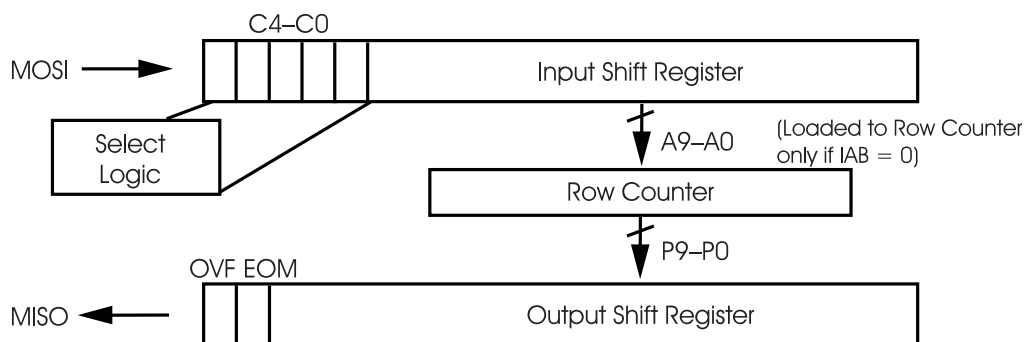 C4–C0
MOSI
Input Shift Register
Select
Logic
A9–A0
(Loaded to Row Counter
only if IAB = 0)
Row Counter
P9–P0
OVF EOM
MISO
Output Shift Register